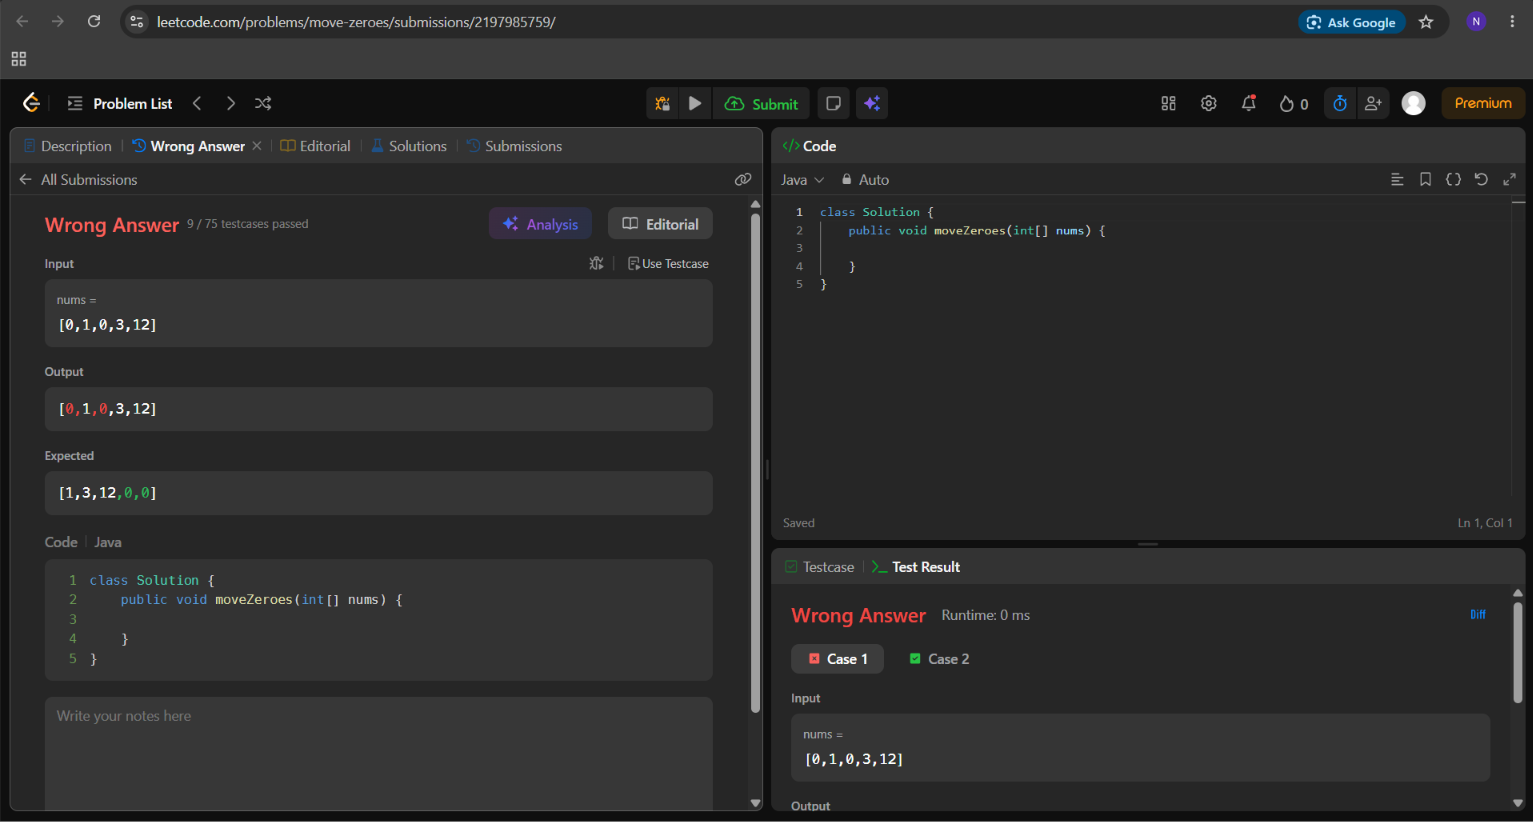 leetcode.com/problems/move-zeroes/submissions/2197985759/
Ask Google
N
Problem List
Submit
0
Premium
Description
Wrong Answer
Editorial
Solutions
Submissions
All Submissions
Wrong Answer 9 / 75 testcases passed
Analysis
Editorial
Input
Use Testcase
nums =
[0,1,0,3,12]
Output
[0,1,0,3,12]
Expected
[1,3,12,0,0]
Code
Java
1 class Solution {
2 public void moveZeroes(int[] nums) {
3
4 }
5 }
Write your notes here
</> Code
Java
Auto
1 class Solution {
2 public void moveZeroes(int[] nums) {
3
4 }
5 }
Saved
Ln 1, Col 1
Testcase
Test Result
Wrong Answer Runtime: 0 ms
Diff
Case 1
Case 2
Input
nums =
[0,1,0,3,12]
Output